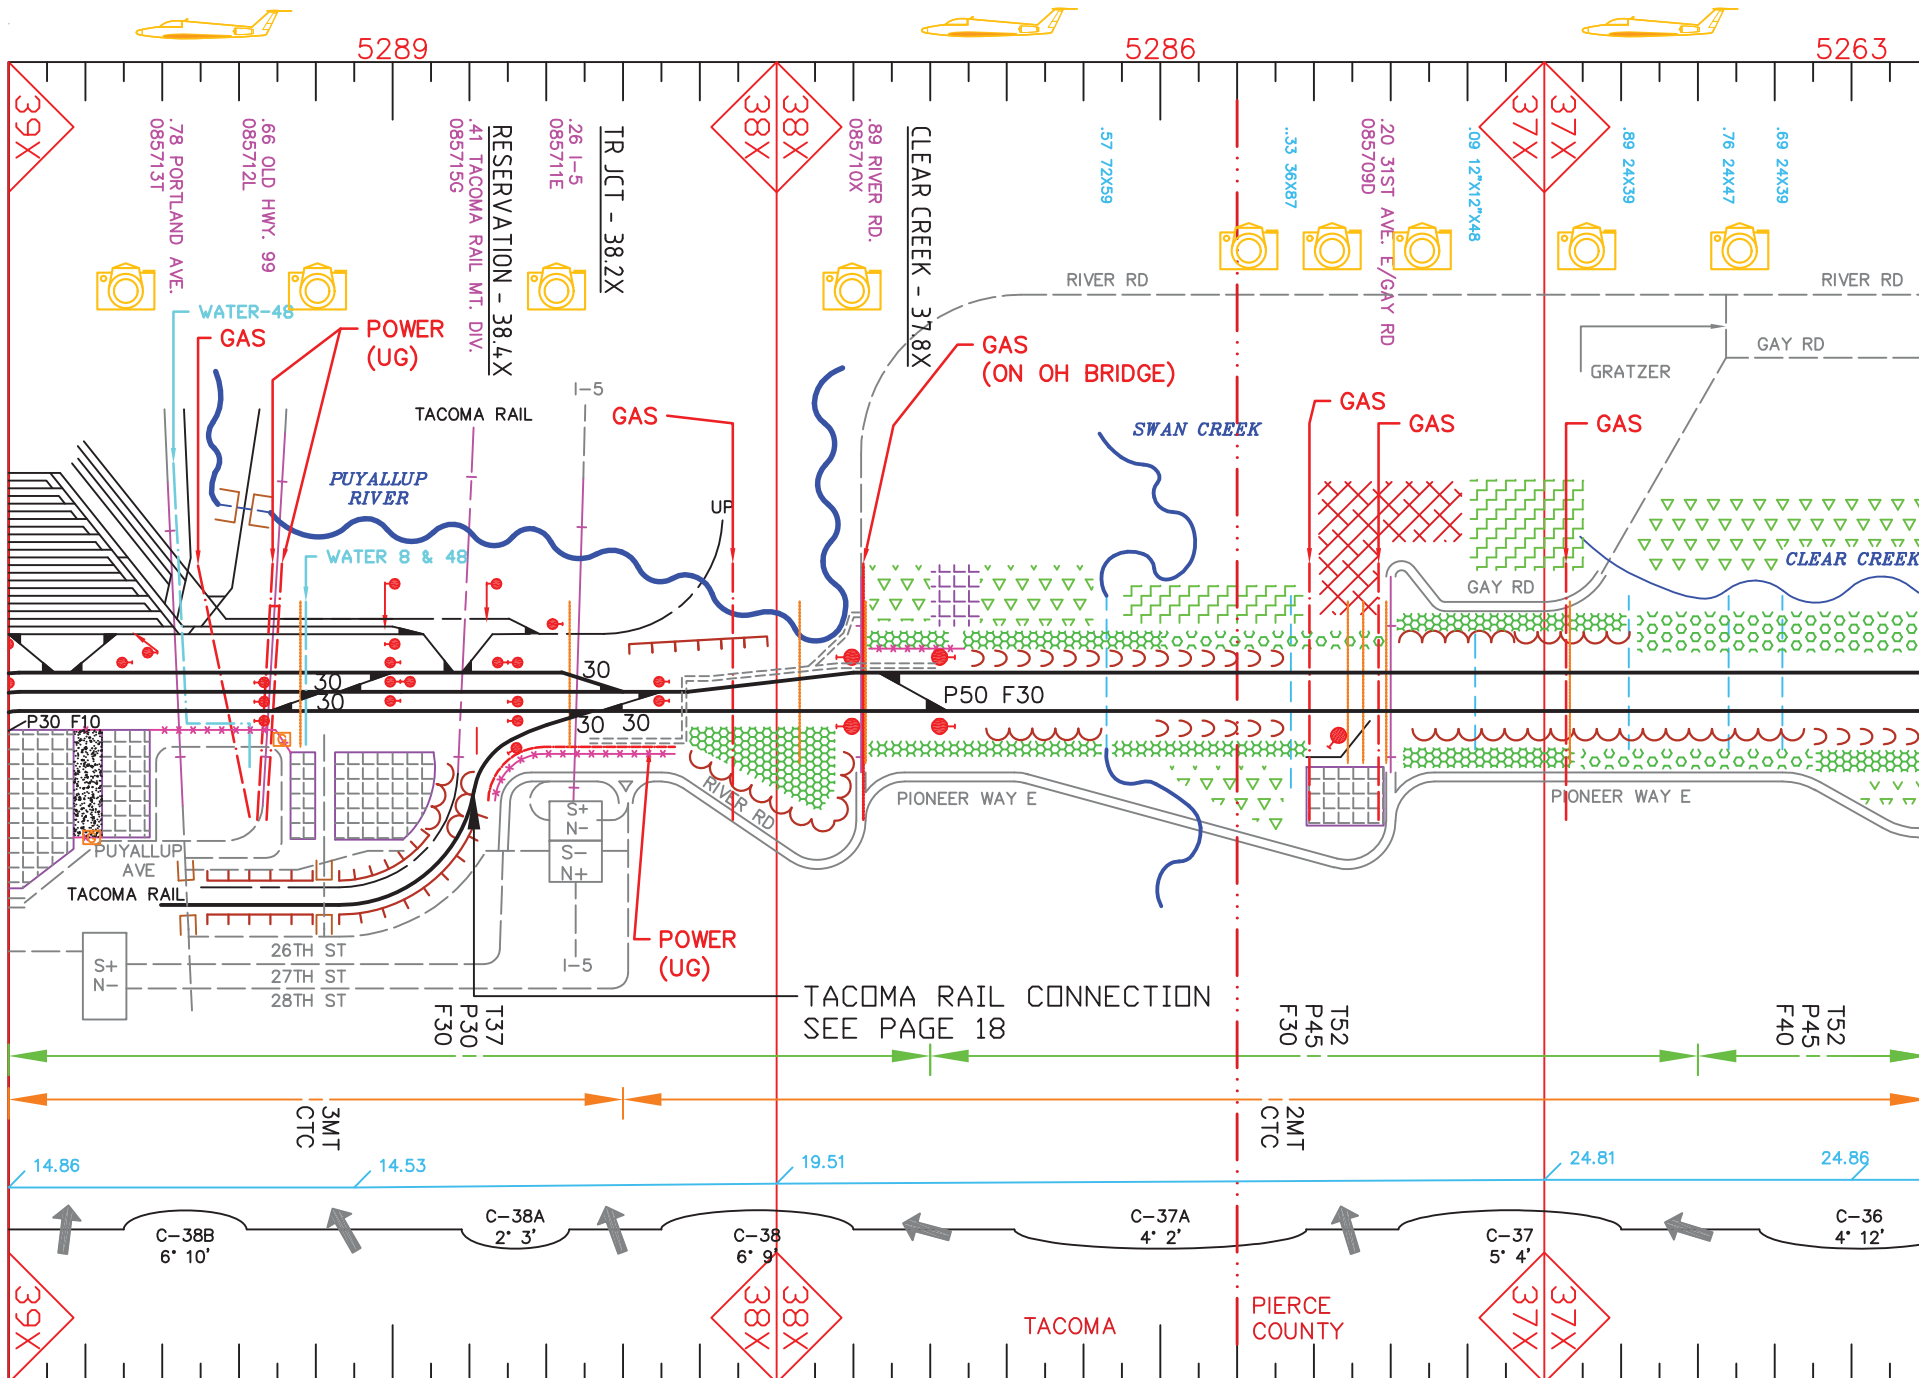 5289
5286
5263
39X
38X
38X
37X
37X
.78 PORTLAND AVE.
085713T
.66 OLD HWY. 99
085712L
.41 TACOMA RAIL MT. DIV.
085715G
RESERVATION - 38.4X
.26 I-5
085711E
TR JCT - 38.2X
.89 RIVER RD.
085710X
CLEAR CREEK - 37.8X
.57 72X59
.33 36X87
.20 31ST AVE. E/GAY RD
085709D
.09 12"X12"X48
.89 24X39
.76 24X47
.69 24X39
RIVER RD
RIVER RD
WATER-48
GAS
POWER
(UG)
GAS
(ON OH BRIDGE)
GAY RD
GRATZER
I-5
TACOMA RAIL
GAS
GAS
GAS
GAS
SWAN CREEK
PUYALLUP
RIVER
UP
WATER 8 & 48
CLEAR CREEK
GAY RD
30
30
30
30
30
P50 F30
P30 F10
RIVER RD
PIONEER WAY E
PIONEER WAY E
S+
N-
S-
N+
PUYALLUP
AVE
TACOMA RAIL
26TH ST
27TH ST
28TH ST
S+
N-
I-5
POWER
(UG)
TACOMA RAIL CONNECTION
SEE PAGE 18
T37
P30
F30
T52
P45
F30
T52
P45
F40
3MT
CTC
2MT
CTC
14.86
14.53
19.51
24.81
24.86
C-38B
6° 10'
C-38A
2° 3'
C-38
6° 9'
C-37A
4° 2'
C-37
5° 4'
C-36
4° 12'
39X
38X
38X
37X
37X
TACOMA
PIERCE
COUNTY